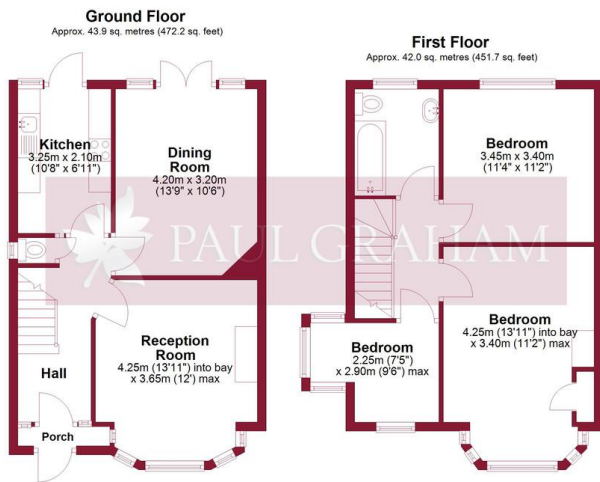 Ground Floor
Approx. 43.9 sq. metres (472.2 sq. feet)
Kitchen
3.25m x 2.10m
(10'8" x 6'11")
Dining
Room
4.20m x 3.20m
(13'9" x 10'6")
Reception
Room
4.25m (13'11") into bay
x 3.65m (12') max
Hall
Porch
First Floor
Approx. 42.0 sq. metres (451.7 sq. feet)
Bedroom
3.45m x 3.40m
(11'4" x 11'2")
Bedroom
4.25m (13'11") into bay
x 3.40m (11'2") max
Bedroom
2.25m (7'5")
x 2.90m (9'6") max
PAUL GRAHAM